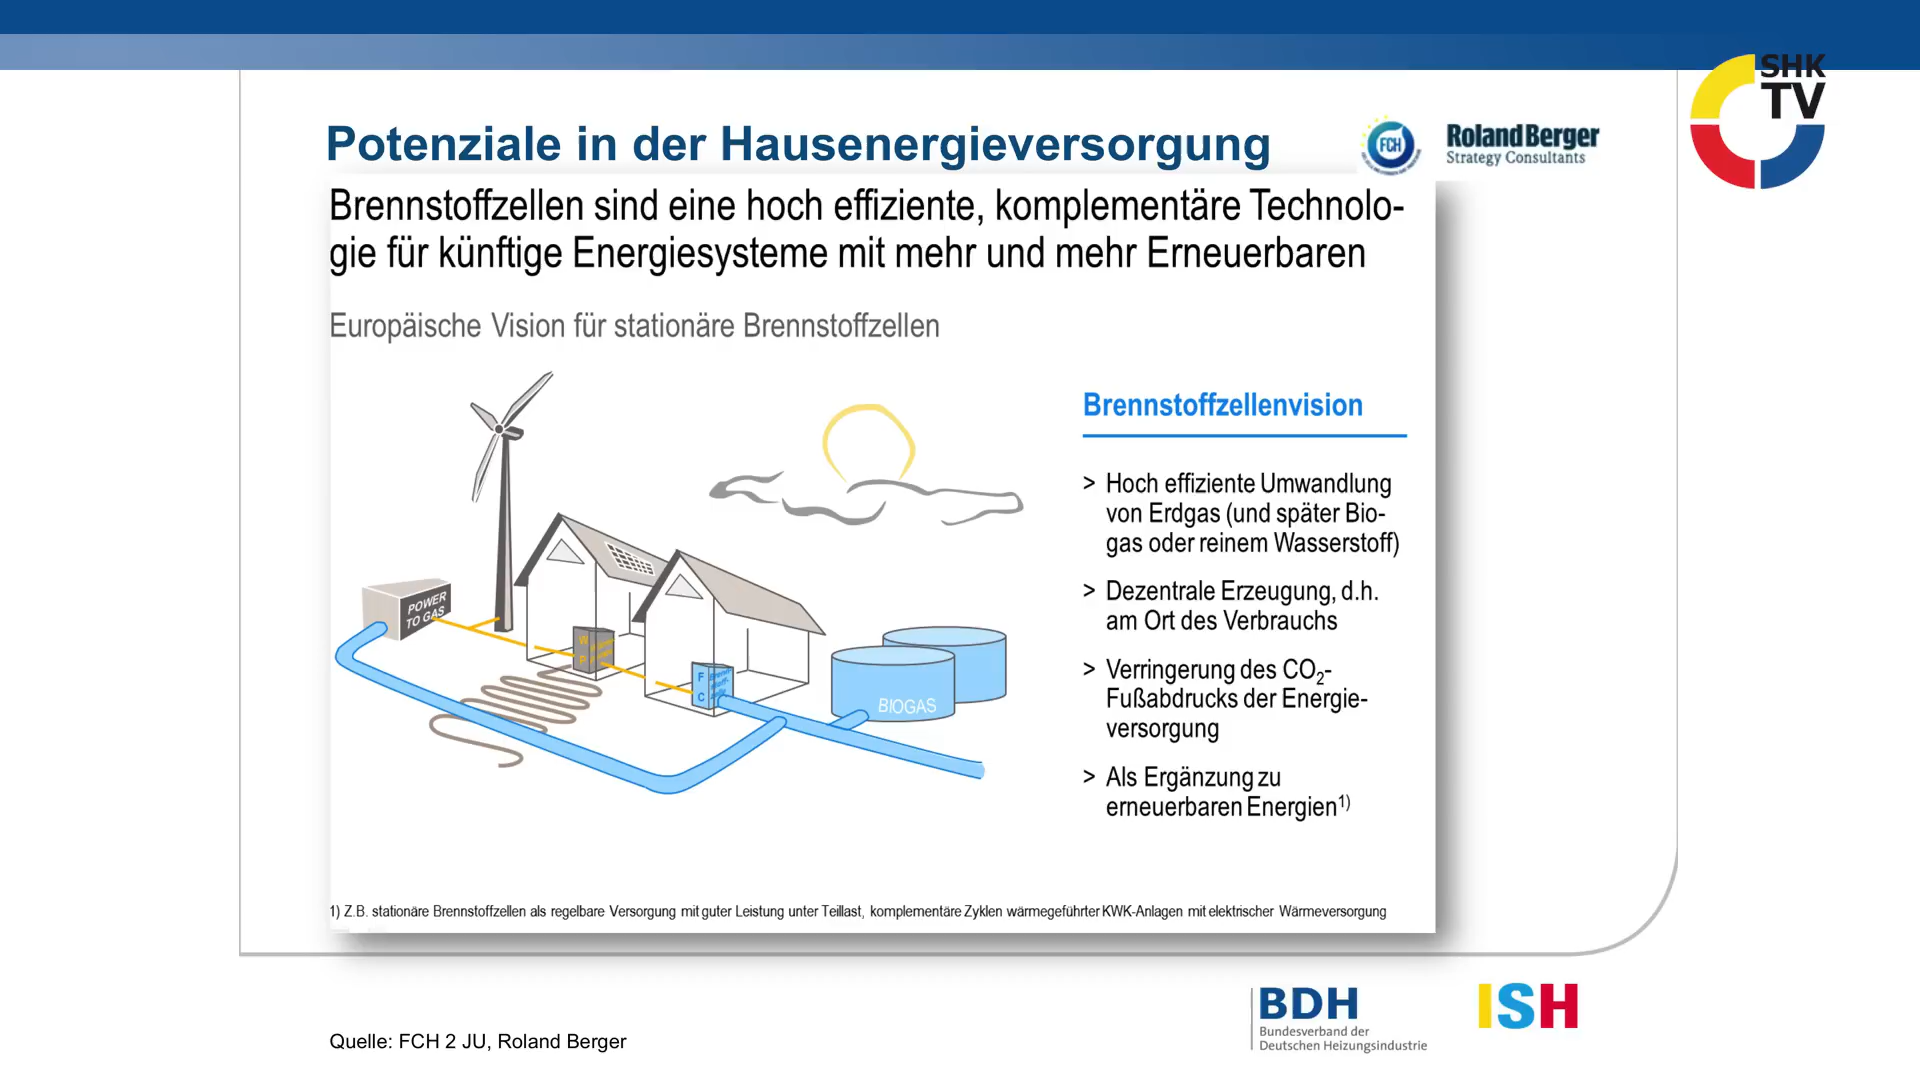 SHK
TV
Potenziale in der Hausenergieversorgung
FCH
Roland Berger
Strategy Consultants
Brennstoffzellen sind eine hoch effiziente, komplementäre Technolo-
gie für künftige Energiesysteme mit mehr und mehr Erneuerbaren
Europäische Vision für stationäre Brennstoffzellen
Brennstoffzellenvision
> Hoch effiziente Umwandlung
von Erdgas (und später Bio-
gas oder reinem Wasserstoff)
> Dezentrale Erzeugung, d.h.
am Ort des Verbrauchs
> Verringerung des CO₂-
Fußabdrucks der Energie-
versorgung
> Als Ergänzung zu
erneuerbaren Energien¹⁾
POWER
TO GAS
W
P
F
C
Brenn-
stoff-
zelle
BIOGAS
1) Z.B. stationäre Brennstoffzellen als regelbare Versorgung mit guter Leistung unter Teillast, komplementäre Zyklen wärmegeführter KWK-Anlagen mit elektrischer Wärmeversorgung
Quelle: FCH 2 JU, Roland Berger
BDH
Bundesverband der
Deutschen Heizungsindustrie
ISH